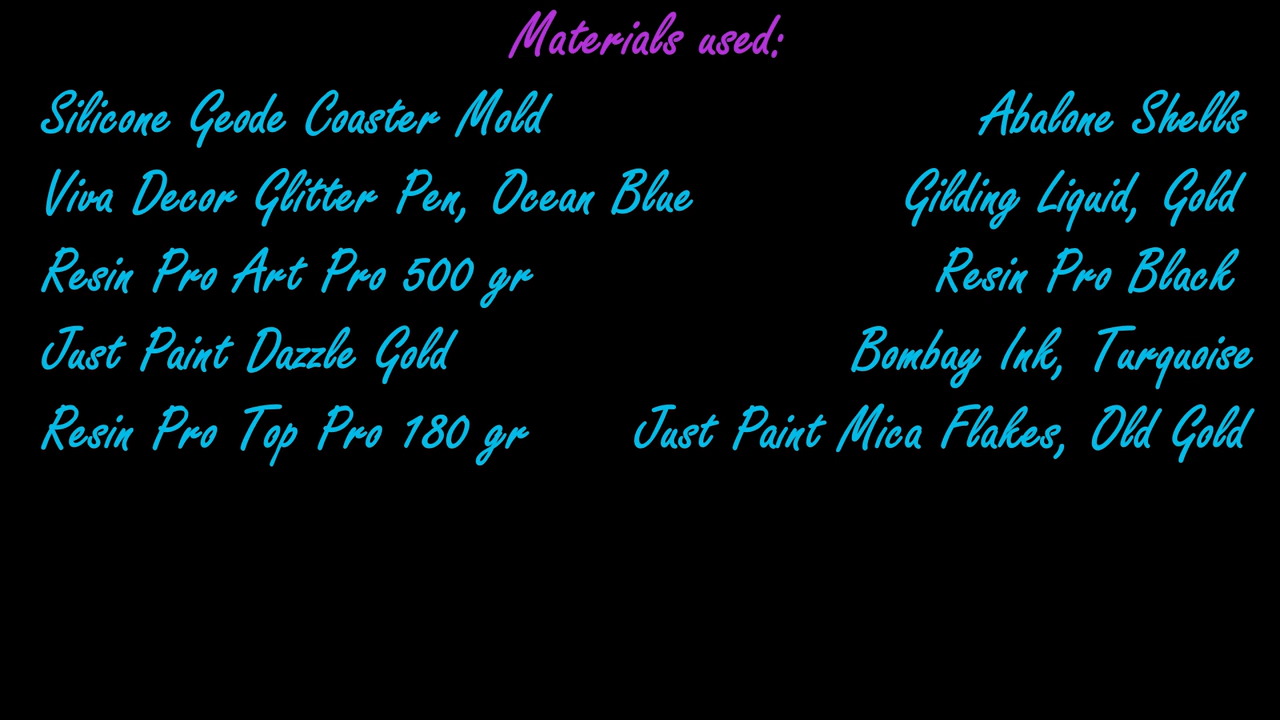 Materials used:
Silicone Geode Coaster Mold
Abalone Shells
Viva Decor Glitter Pen, Ocean Blue
Gilding Liquid, Gold
Resin Pro Art Pro 500 gr
Resin Pro Black
Just Paint Dazzle Gold
Bombay Ink, Turquoise
Resin Pro Top Pro 180 gr
Just Paint Mica Flakes, Old Gold